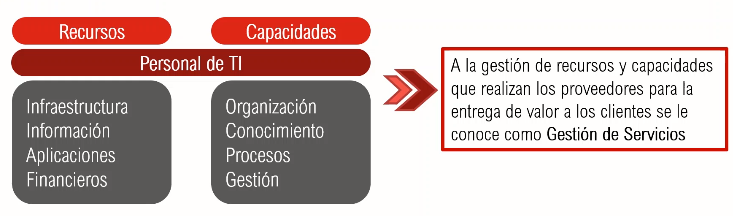 Recursos
Capacidades
Personal de TI
Infraestructura
Información
Aplicaciones
Financieros
Organización
Conocimiento
Procesos
Gestión
A la gestión de recursos y capacidades
que realizan los proveedores para la
entrega de valor a los clientes se le
conoce como Gestión de Servicios